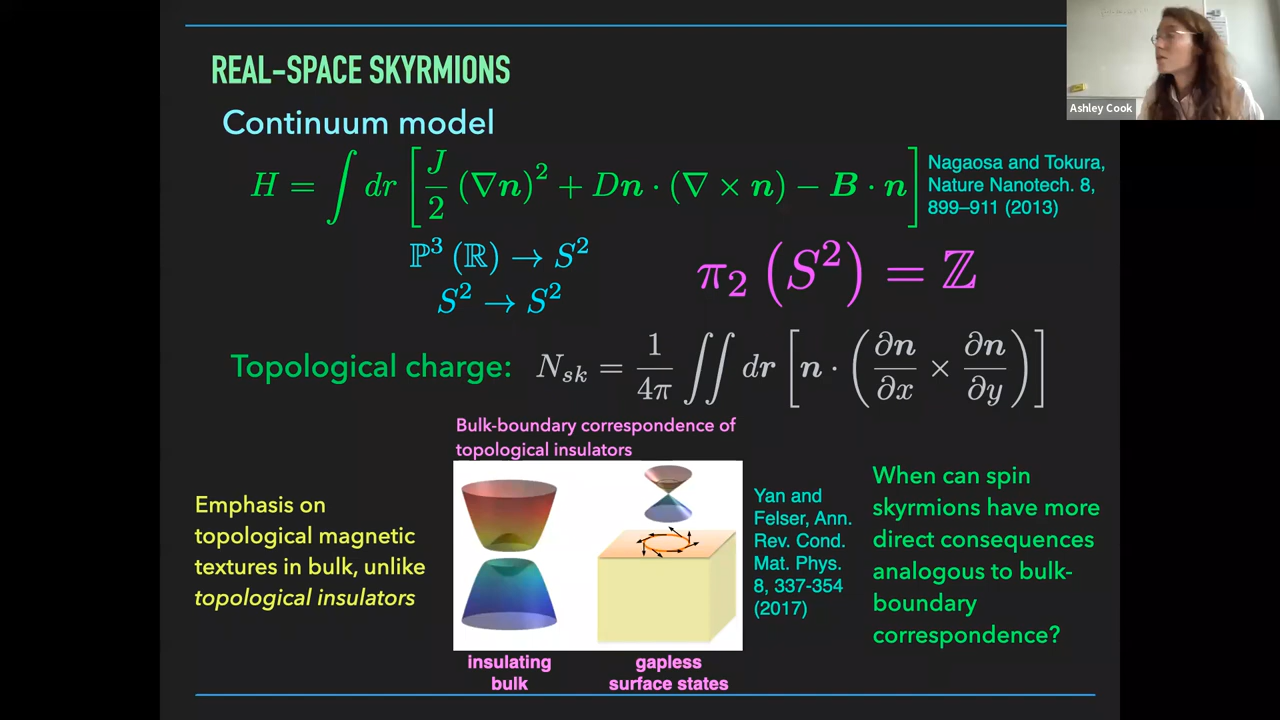 REAL-SPACE SKYRMIONS
Ashley Cook
Continuum model
H = ∫ dr [ J/2 (∇n)² + Dn · (∇ × n) − B · n ]
Nagaosa and Tokura,
Nature Nanotech. 8,
899–911 (2013)
ℙ³ (ℝ) → S²
S² → S²
π₂ (S²) = ℤ
Topological charge: N_sk = 1/4π ∬ dr [ n · ( ∂n/∂x × ∂n/∂y ) ]
Bulk-boundary correspondence of
topological insulators
Emphasis on
topological magnetic
textures in bulk, unlike
topological insulators
insulating
bulk
gapless
surface states
Yan and
Felser, Ann.
Rev. Cond.
Mat. Phys.
8, 337-354
(2017)
When can spin
skyrmions have more
direct consequences
analogous to bulk-
boundary
correspondence?